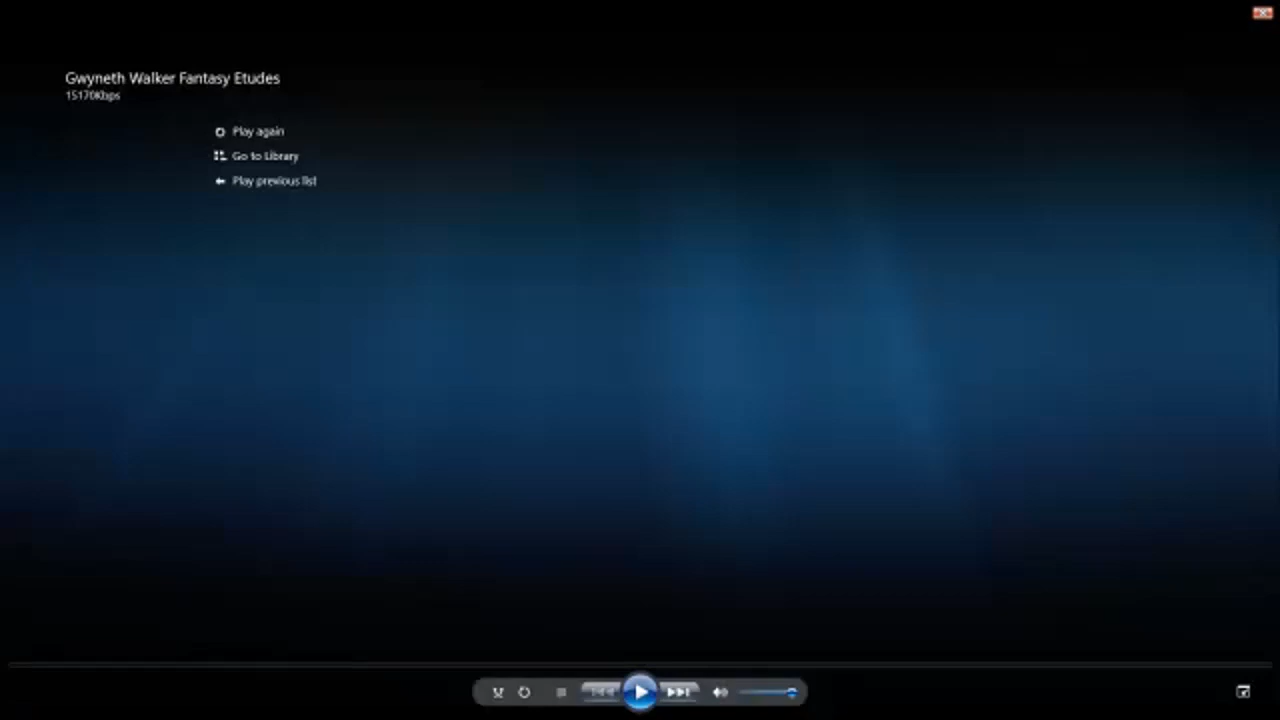 Gwyneth Walker Fantasy Etudes
15170Kbps
Play again
Go to Library
Play previous list